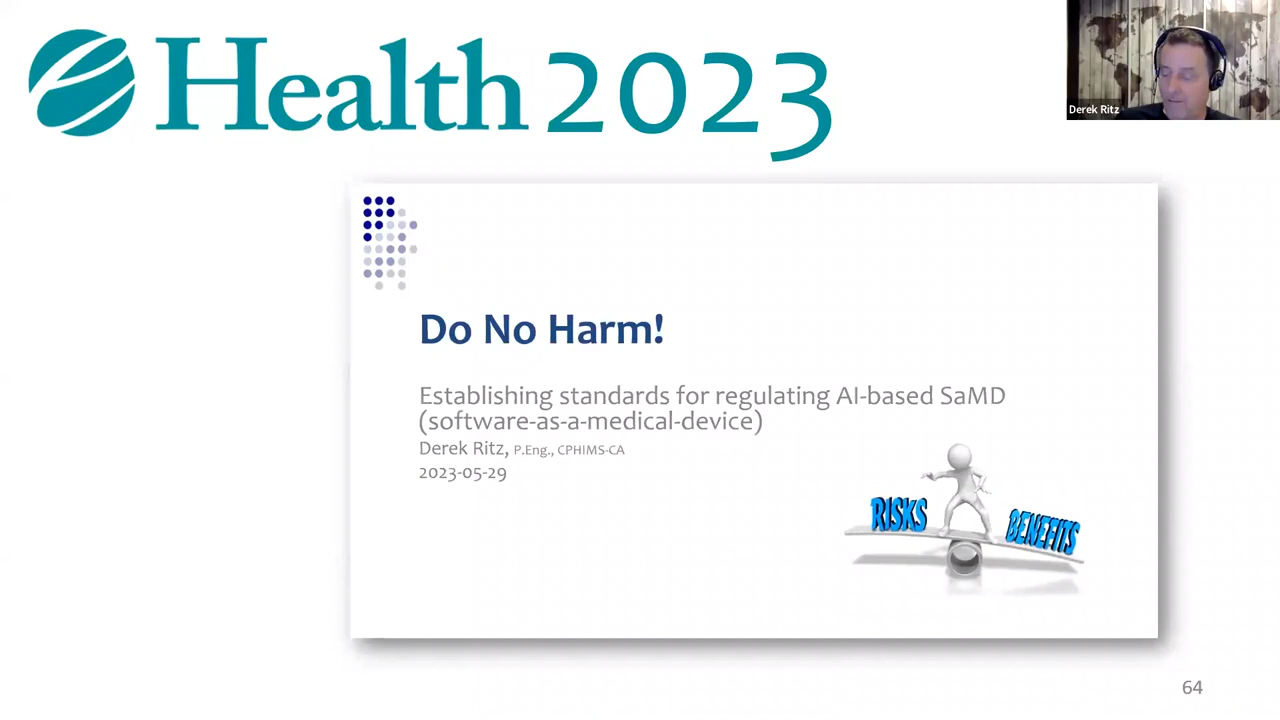 eHealth 2023
Derek Ritz
Do No Harm!
Establishing standards for regulating AI-based SaMD
(software-as-a-medical-device)
Derek Ritz, P.Eng., CPHIMS-CA
2023-05-29
RISKS
BENEFITS
64